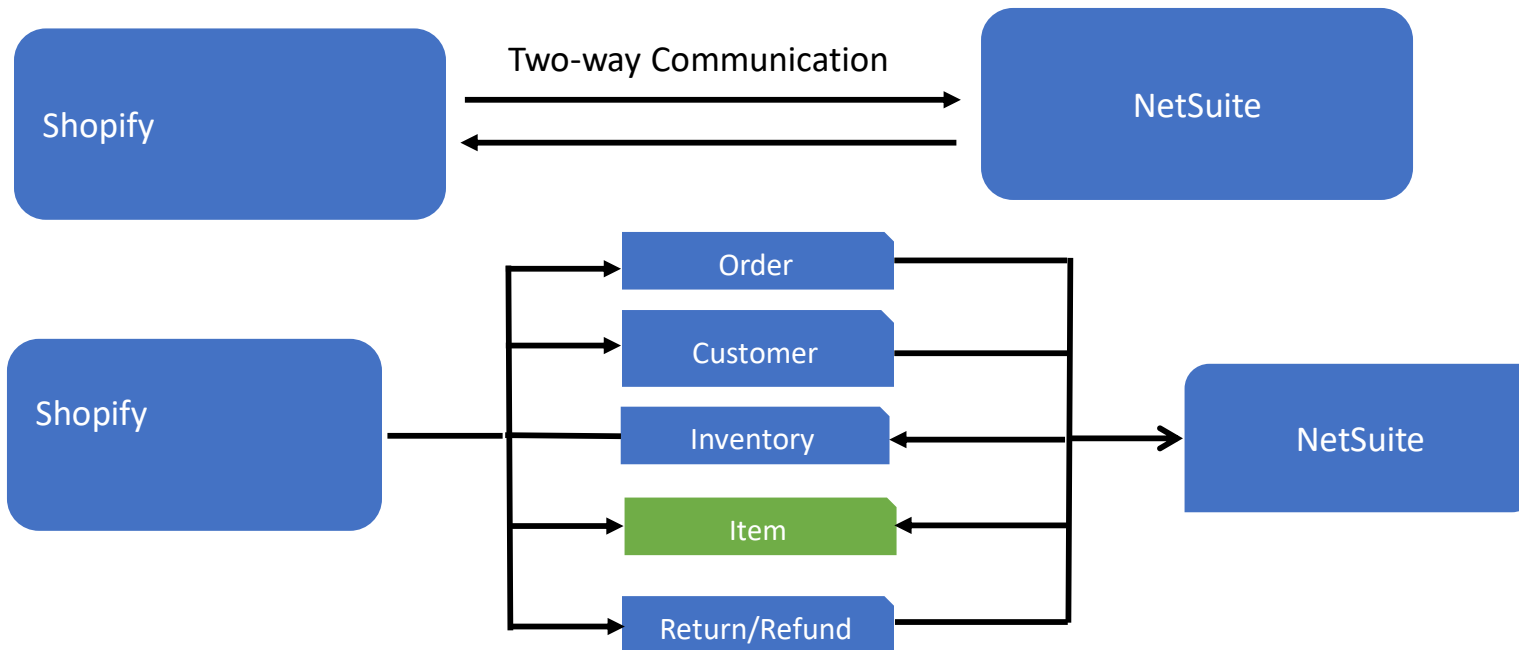 Two-way Communication
Shopify
NetSuite
Order
Customer
Shopify
Inventory
NetSuite
Item
Return/Refund